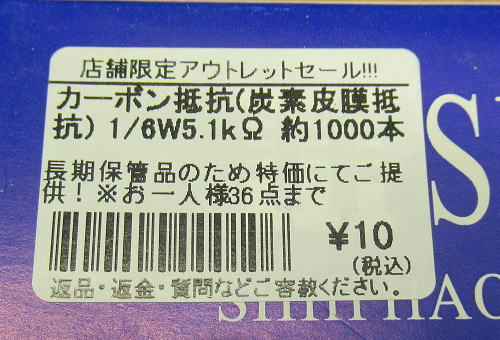 店舗限定アウトレットセール!!!
カーボン抵抗(炭素皮膜抵
抗) 1/6W5.1kΩ 約1000本
長期保管品のため特価にてご提
供！※お一人様36点まで
¥10
(税込)
返品・返金・質問などご容赦ください。
S